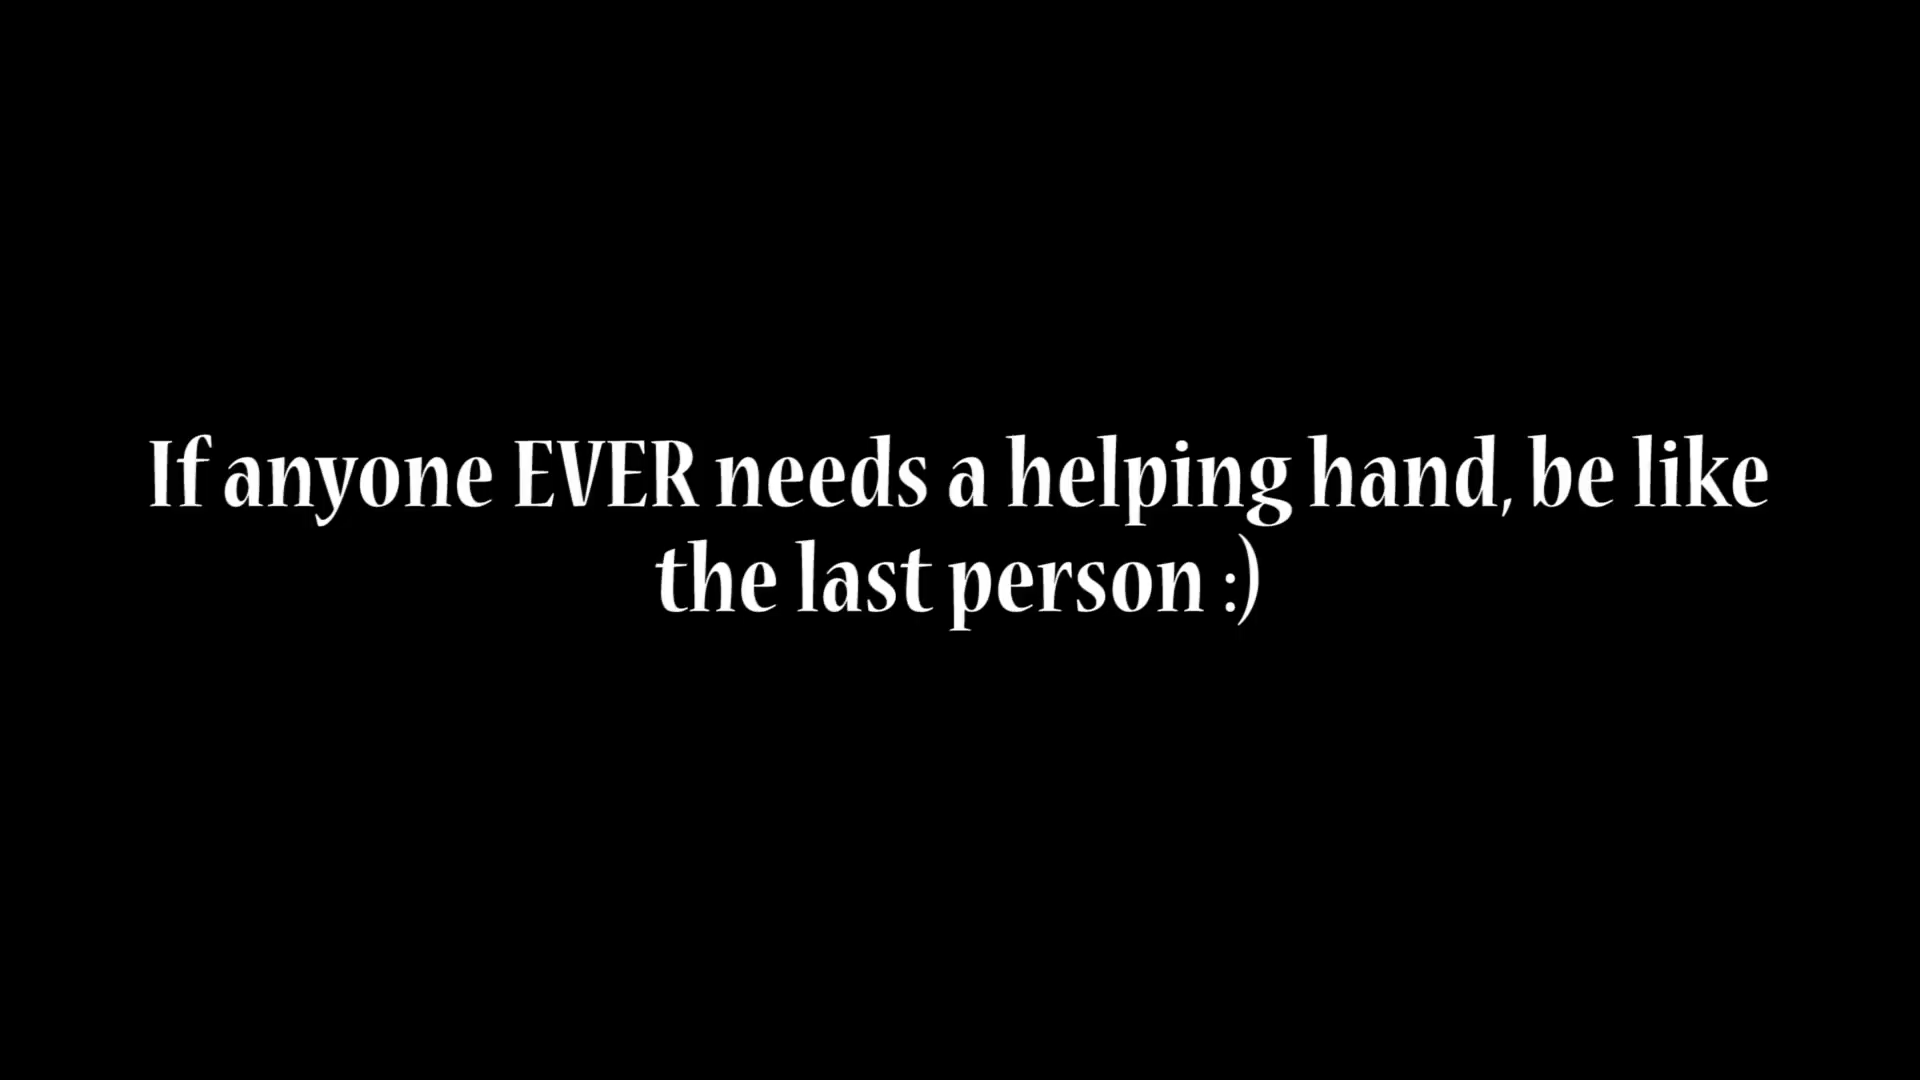 If anyone EVER needs a helping hand, be like
the last person :)